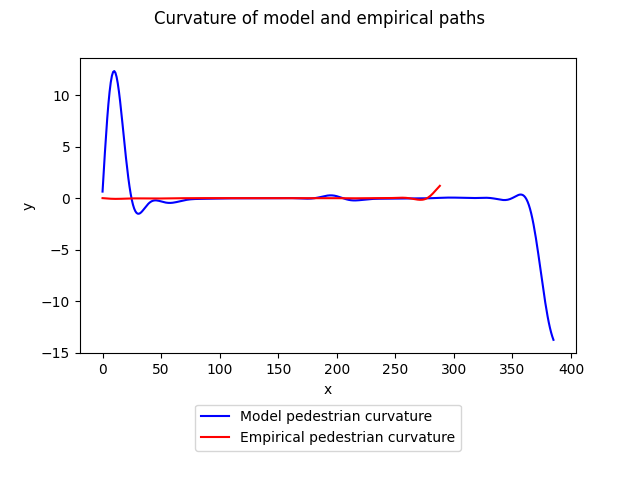 Curvature of model and empirical paths
10
5
0
−5
−10
−15
y
0 50 100 150 200 250 300 350 400
x
Model pedestrian curvature
Empirical pedestrian curvature